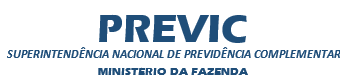 PREVIC
SUPERINTENDÊNCIA NACIONAL DE PREVIDÊNCIA COMPLEMENTAR
MINISTERIO DA FAZENDA